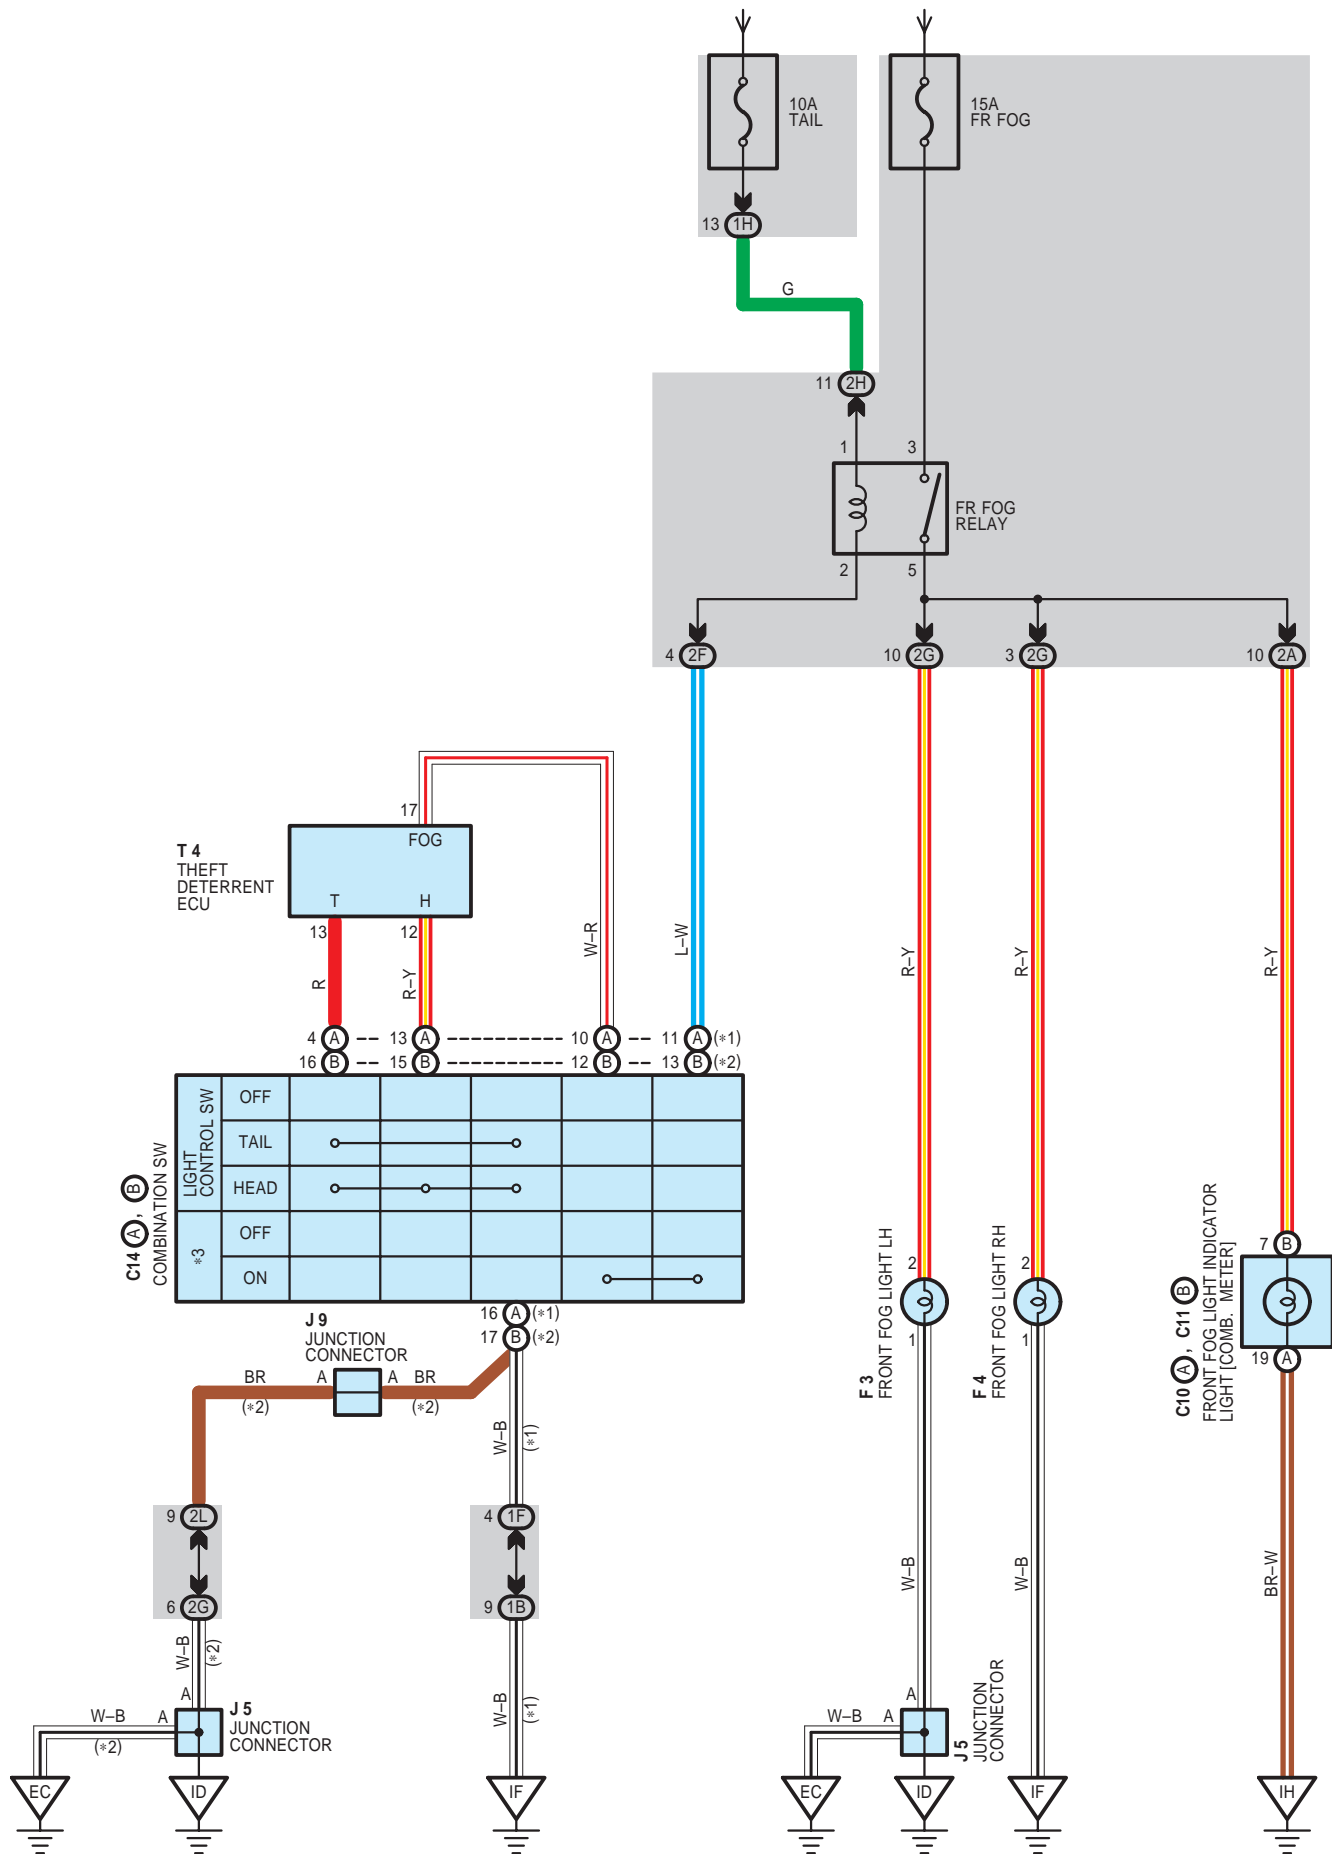 10A
TAIL
15A
FR FOG
13 1H
G
11 2H
1
3
FR FOG
RELAY
2
5
4 2F
10 2G
3 2G
10 2A
17
FOG
T 4
THEFT
DETERRENT
ECU
T
H
13
12
R
R–Y
W–R
L–W
R–Y
R–Y
R–Y
4 A
13 A
10 A
11 A (*1)
16 B
15 B
12 B
13 B (*2)
C14 A , B
COMBINATION SW
LIGHT
CONTROL SW
OFF
TAIL
HEAD
*3
OFF
ON
16 A (*1)
17 B (*2)
J 9
JUNCTION
CONNECTOR
BR
(*2)
A
A
BR
(*2)
W–B
(*1)
2
F 3
FRONT FOG LIGHT LH
1
2
F 4
FRONT FOG LIGHT RH
1
7 B
C10 A , C11 B
FRONT FOG LIGHT INDICATOR
LIGHT [COMB. METER]
19 A
9 2L
4 1F
6 2G
9 1B
W–B
(*2)
W–B
(*1)
W–B
W–B
BR–W
A
W–B
(*2)
A
J 5
JUNCTION
CONNECTOR
A
W–B
A
J 5
JUNCTION
CONNECTOR
EC
ID
IF
EC
ID
IF
IH